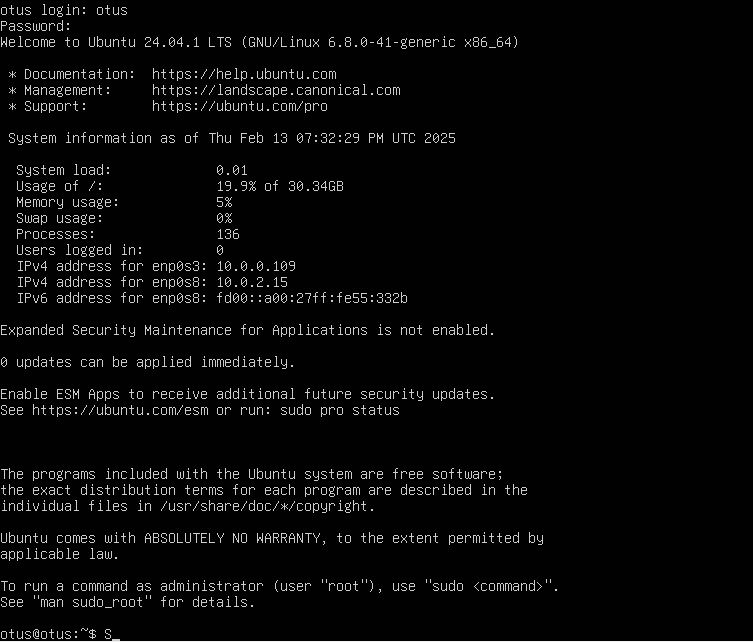 otus login: otus
Password:
Welcome to Ubuntu 24.04.1 LTS (GNU/Linux 6.8.0-41-generic x86_64)
* Documentation:  https://help.ubuntu.com
* Management:     https://landscape.canonical.com
* Support:        https://ubuntu.com/pro
System information as of Thu Feb 13 07:32:29 PM UTC 2025
System load:             0.01
Usage of /:              19.9% of 30.34GB
Memory usage:            5%
Swap usage:              0%
Processes:               136
Users logged in:         0
IPv4 address for enp0s3: 10.0.0.109
IPv4 address for enp0s8: 10.0.2.15
IPv6 address for enp0s8: fd00::a00:27ff:fe55:332b
Expanded Security Maintenance for Applications is not enabled.
0 updates can be applied immediately.
Enable ESM Apps to receive additional future security updates.
See https://ubuntu.com/esm or run: sudo pro status
The programs included with the Ubuntu system are free software;
the exact distribution terms for each program are described in the
individual files in /usr/share/doc/*/copyright.
Ubuntu comes with ABSOLUTELY NO WARRANTY, to the extent permitted by
applicable law.
To run a command as administrator (user "root"), use "sudo <command>".
See "man sudo_root" for details.
otus@otus:~$ S_